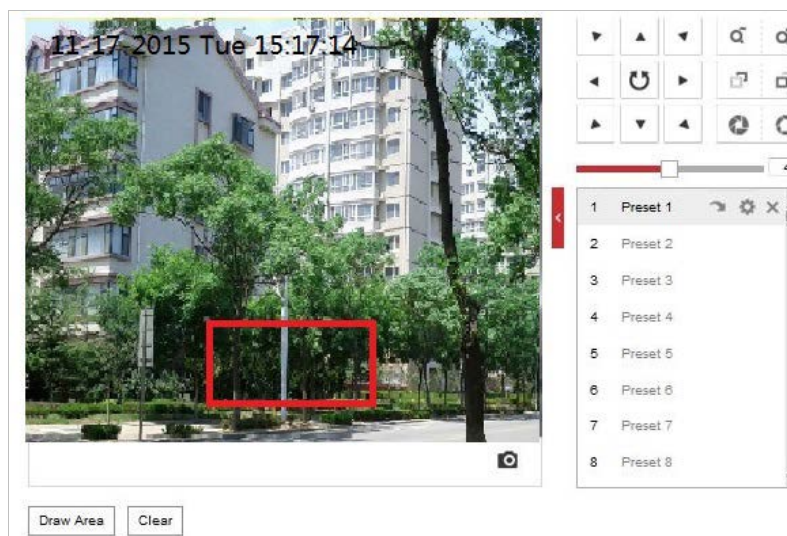 11-17-2015 Tue 15:17:14
4
1 Preset 1
2 Preset 2
3 Preset 3
4 Preset 4
5 Preset 5
6 Preset 6
7 Preset 7
8 Preset 8
Draw Area Clear